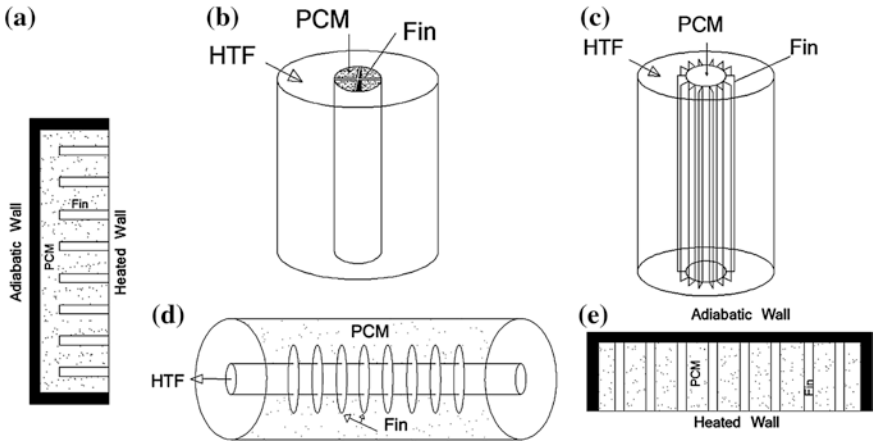 (a)
Adiabatic Wall
PCM
Fin
Heated Wall
(b)
PCM
Fin
HTF
(c)
PCM
HTF
Fin
(d)
PCM
HTF
Fin
(e)
Adiabatic Wall
PCM
Fin
Heated Wall